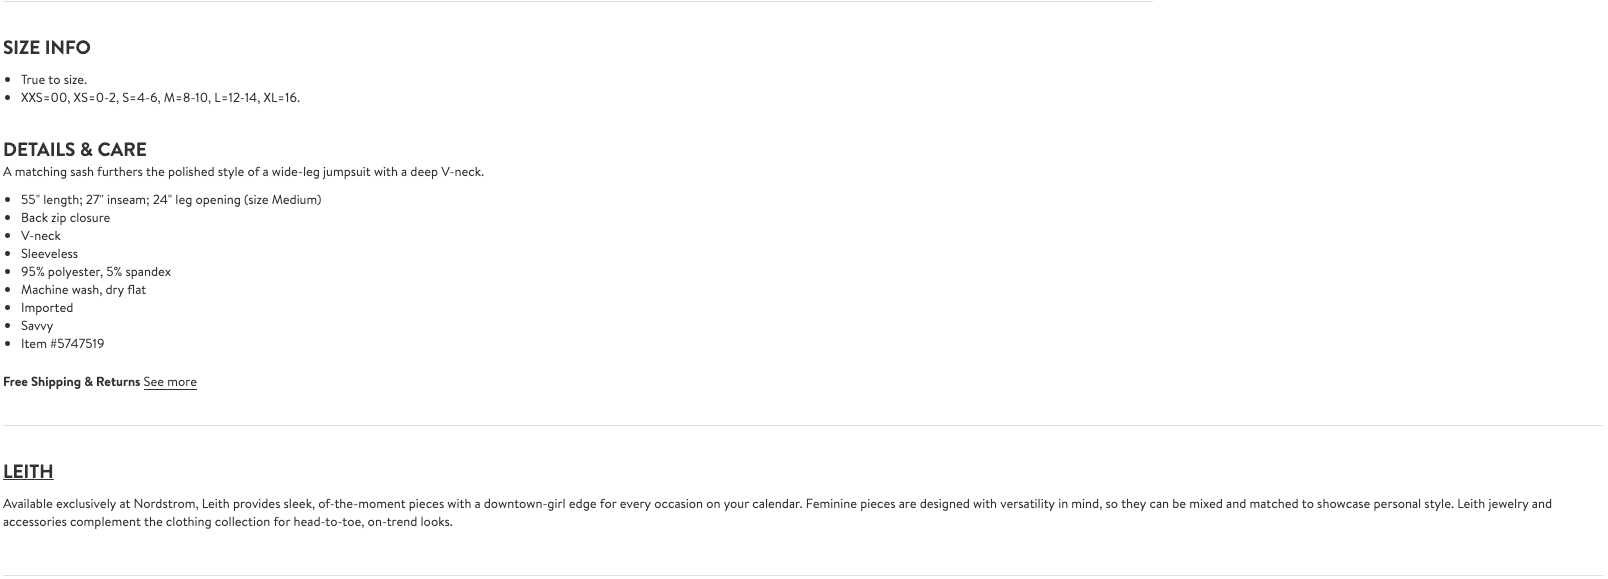 SIZE INFO
• True to size.
• XXS=00, XS=0-2, S=4-6, M=8-10, L=12-14, XL=16.
DETAILS & CARE
A matching sash furthers the polished style of a wide-leg jumpsuit with a deep V-neck.
• 55" length; 27" inseam; 24" leg opening (size Medium)
• Back zip closure
• V-neck
• Sleeveless
• 95% polyester, 5% spandex
• Machine wash, dry flat
• Imported
• Savvy
• Item #5747519
Free Shipping & Returns See more
LEITH
Available exclusively at Nordstrom, Leith provides sleek, of-the-moment pieces with a downtown-girl edge for every occasion on your calendar. Feminine pieces are designed with versatility in mind, so they can be mixed and matched to showcase personal style. Leith jewelry and
accessories complement the clothing collection for head-to-toe, on-trend looks.